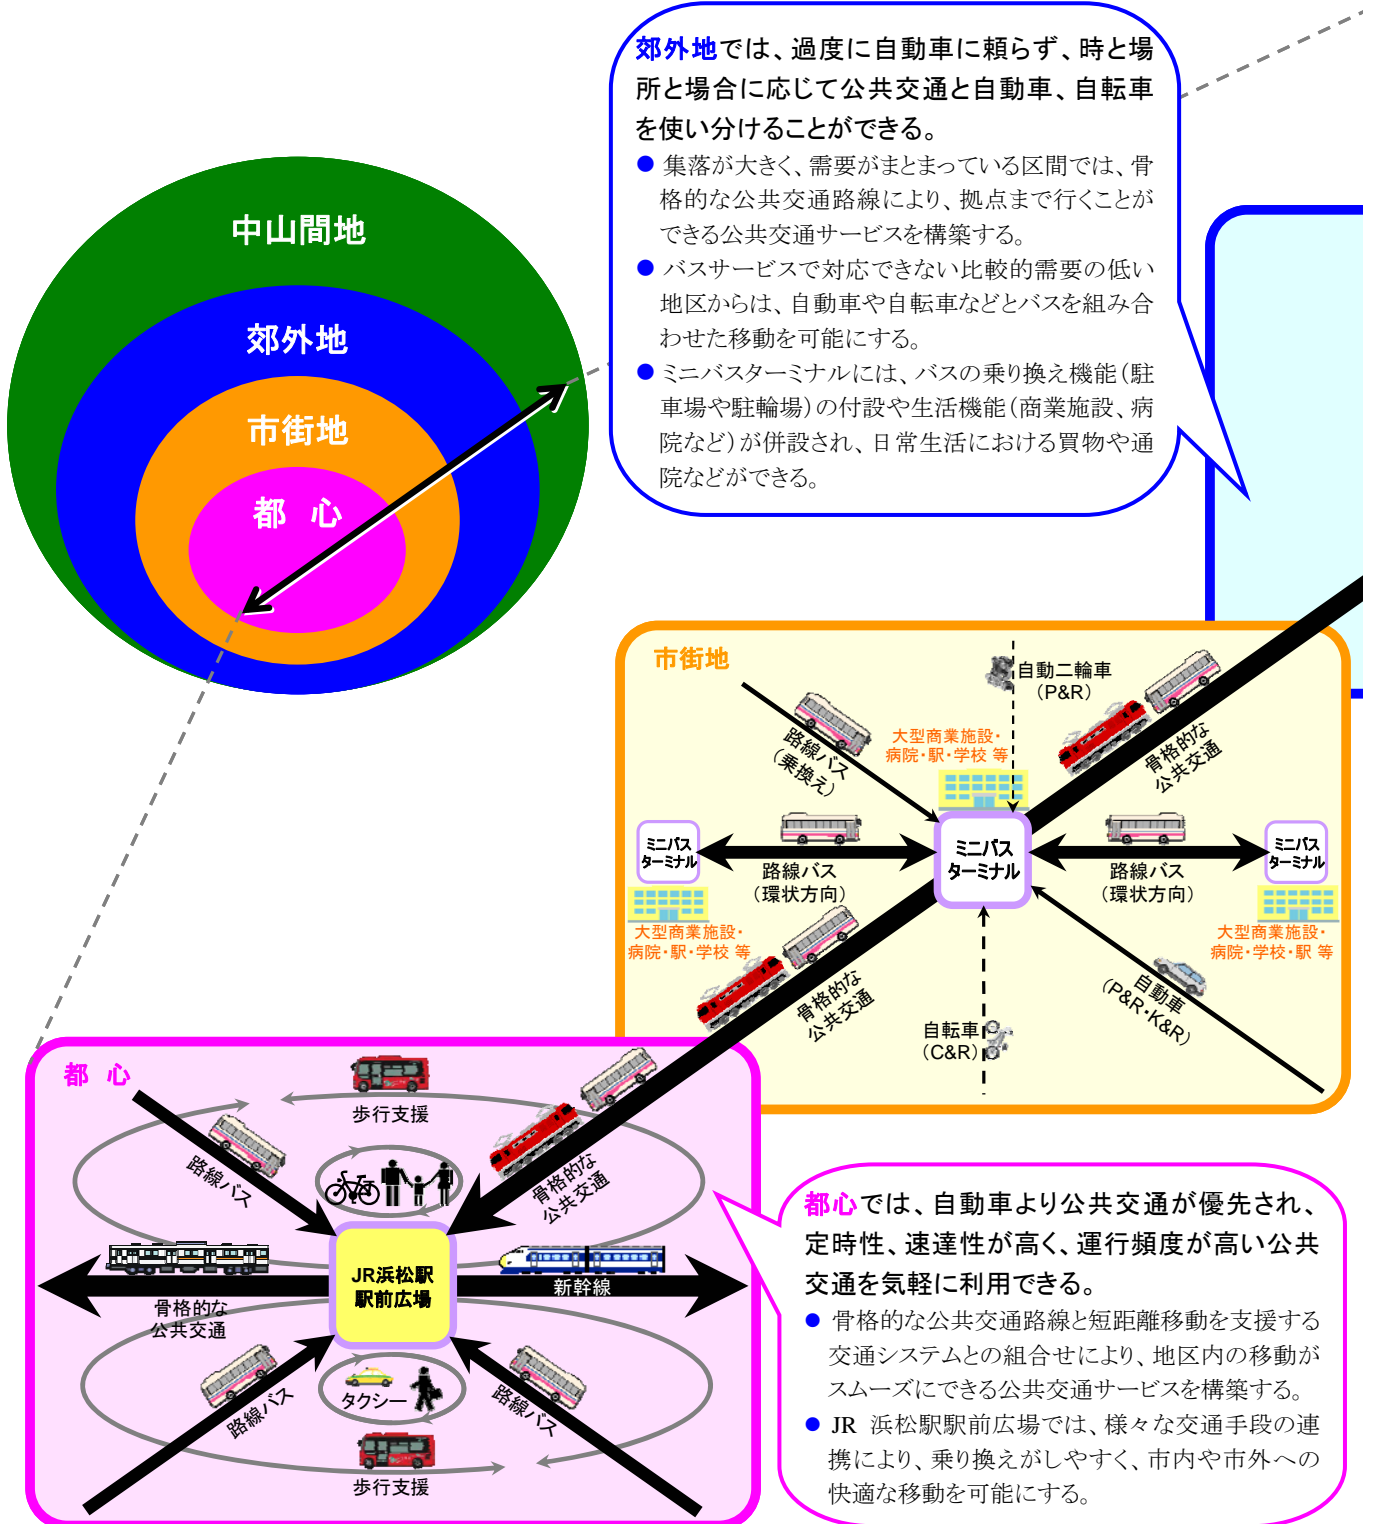 郊外地では、過度に自動車に頼らず、時と場
所と場合に応じて公共交通と自動車、自転車
を使い分けることができる。
● 集落が大きく、需要がまとまっている区間では、骨
格的な公共交通路線により、拠点まで行くことが
できる公共交通サービスを構築する。
● バスサービスで対応できない比較的需要の低い
地区からは、自動車や自転車などとバスを組み合
わせた移動を可能にする。
● ミニバスターミナルには、バスの乗り換え機能(駐
車場や駐輪場)の付設や生活機能(商業施設、病
院など)が併設され、日常生活における買物や通
院などができる。
中山間地
郊外地
市街地
都 心
市街地
自動二輪車
(P&R)
路線バス
(乗換え)
大型商業施設・
病院・駅・学校 等
骨格的な
公共交通
ミニバス
ターミナル
路線バス
(環状方向)
ミニバス
ターミナル
路線バス
(環状方向)
ミニバス
ターミナル
大型商業施設・
病院・駅・学校 等
大型商業施設・
病院・学校・駅 等
骨格的な
公共交通
自転車
(C&R)
自動車
(P&R・K&R)
都 心
歩行支援
路線バス
骨格的な
公共交通
JR浜松駅
駅前広場
新幹線
骨格的な
公共交通
路線バス
タクシー
路線バス
歩行支援
都心では、自動車より公共交通が優先され、
定時性、速達性が高く、運行頻度が高い公共
交通を気軽に利用できる。
● 骨格的な公共交通路線と短距離移動を支援する
交通システムとの組合せにより、地区内の移動が
スムーズにできる公共交通サービスを構築する。
● JR 浜松駅駅前広場では、様々な交通手段の連
携により、乗り換えがしやすく、市内や市外への
快適な移動を可能にする。